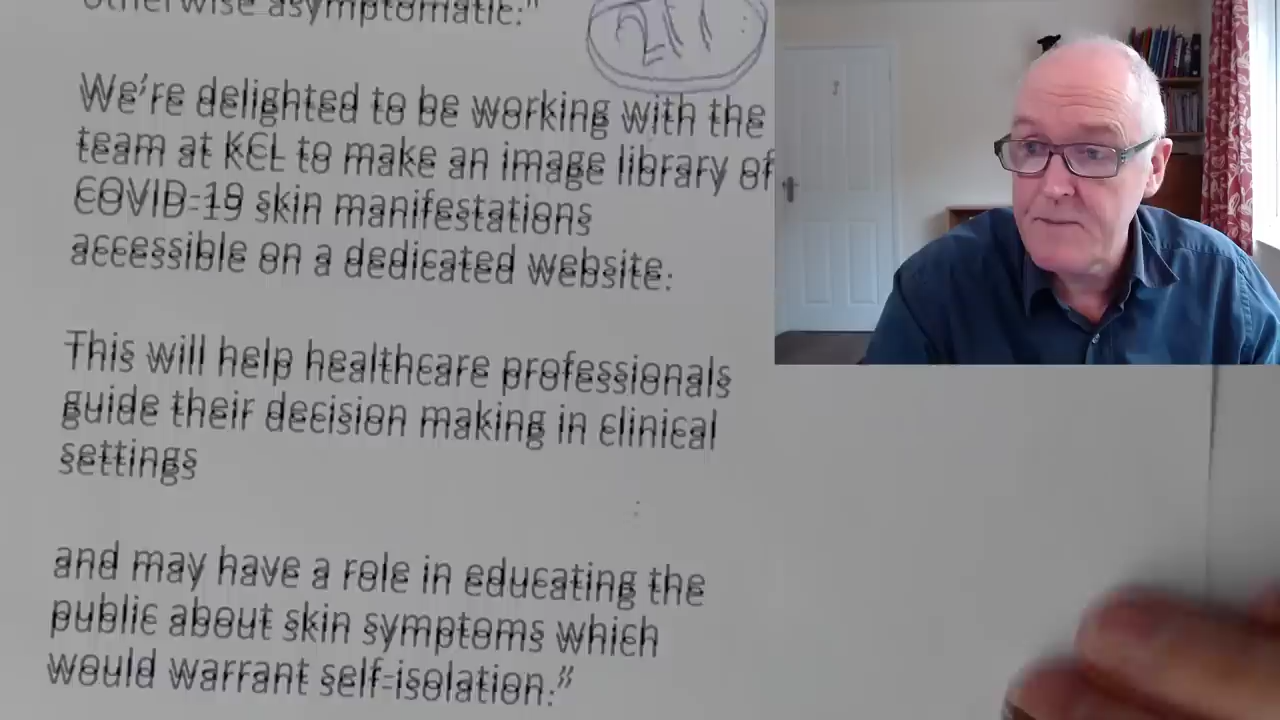 otherwise asymptomatic."
211
We're delighted to be working with the
team at KCL to make an image library of
COVID-19 skin manifestations
accessible on a dedicated website.
This will help healthcare professionals
guide their decision making in clinical
settings
and may have a role in educating the
public about skin symptoms which
would warrant self-isolation."